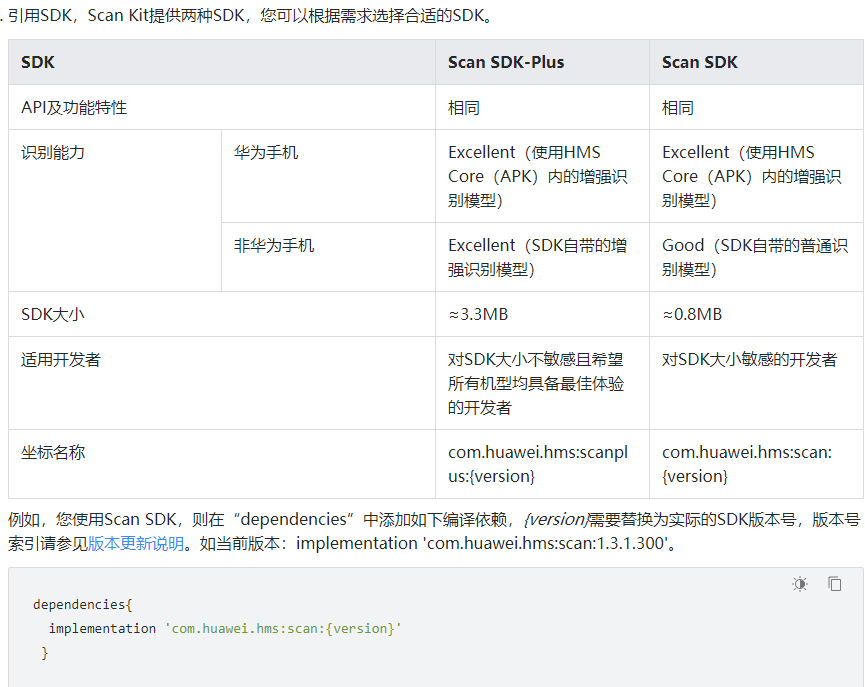 . 引用SDK，Scan Kit提供两种SDK，您可以根据需求选择合适的SDK。
SDK
Scan SDK-Plus
Scan SDK
API及功能特性
相同
相同
识别能力
华为手机
Excellent（使用HMS
Core（APK）内的增强识
别模型）
Excellent（使用HMS
Core（APK）内的增强识
别模型）
非华为手机
Excellent（SDK自带的增
强识别模型）
Good（SDK自带的普通识
别模型）
SDK大小
≈3.3MB
≈0.8MB
适用开发者
对SDK大小不敏感且希望
所有机型均具备最佳体验
的开发者
对SDK大小敏感的开发者
坐标名称
com.huawei.hms:scanpl
us:{version}
com.huawei.hms:scan:
{version}
例如，您使用Scan SDK，则在“dependencies”中添加如下编译依赖，{version}需要替换为实际的SDK版本号，版本号
索引请参见版本更新说明。如当前版本：implementation 'com.huawei.hms:scan:1.3.1.300'。
dependencies{
implementation 'com.huawei.hms:scan:{version}'
}